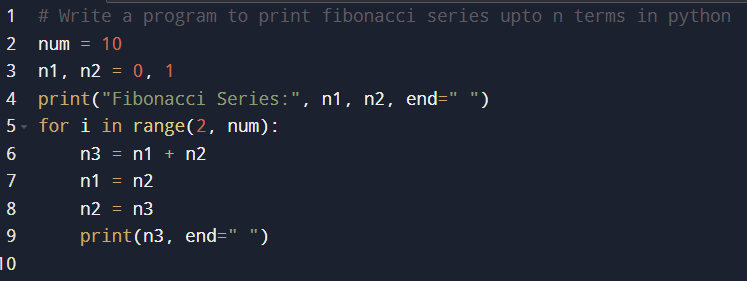 1 # Write a program to print fibonacci series upto n terms in python
2 num = 10
3 n1, n2 = 0, 1
4 print("Fibonacci Series:", n1, n2, end=" ")
5 for i in range(2, num):
6     n3 = n1 + n2
7     n1 = n2
8     n2 = n3
9     print(n3, end=" ")
10